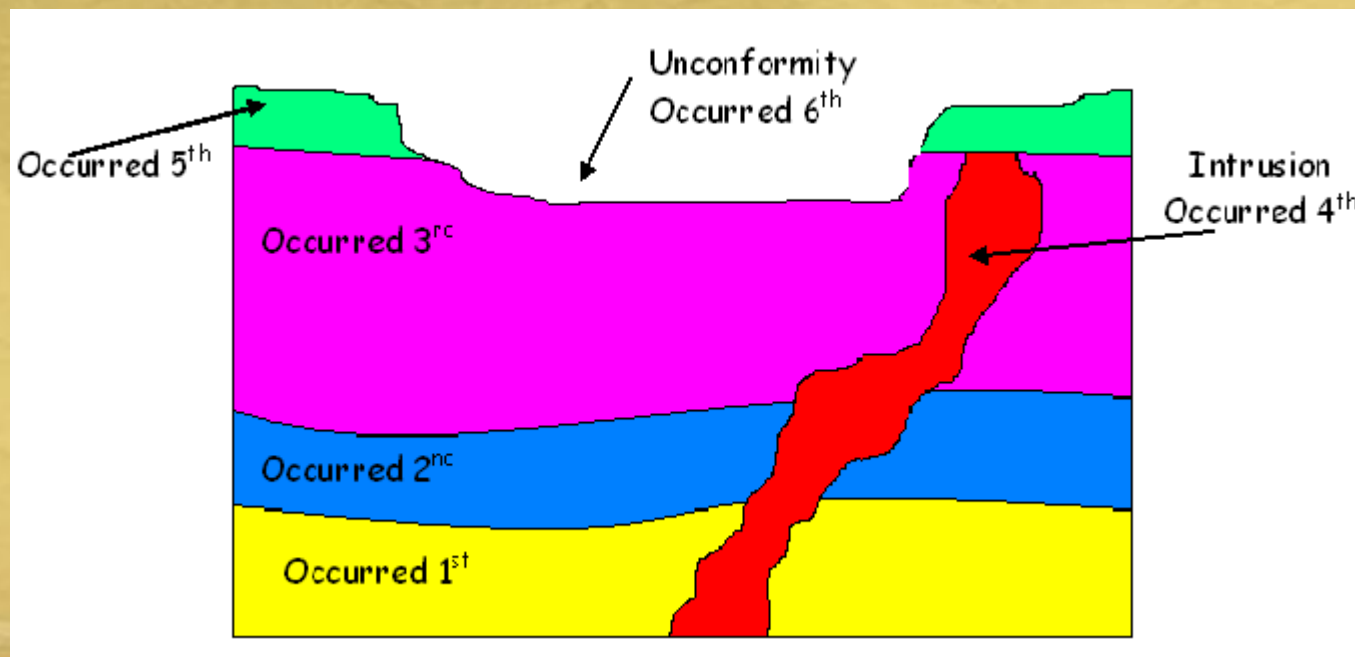 Unconformity
Occurred 6th
Occurred 5th
Intrusion
Occurred 4th
Occurred 3rc
Occurred 2nc
Occurred 1st